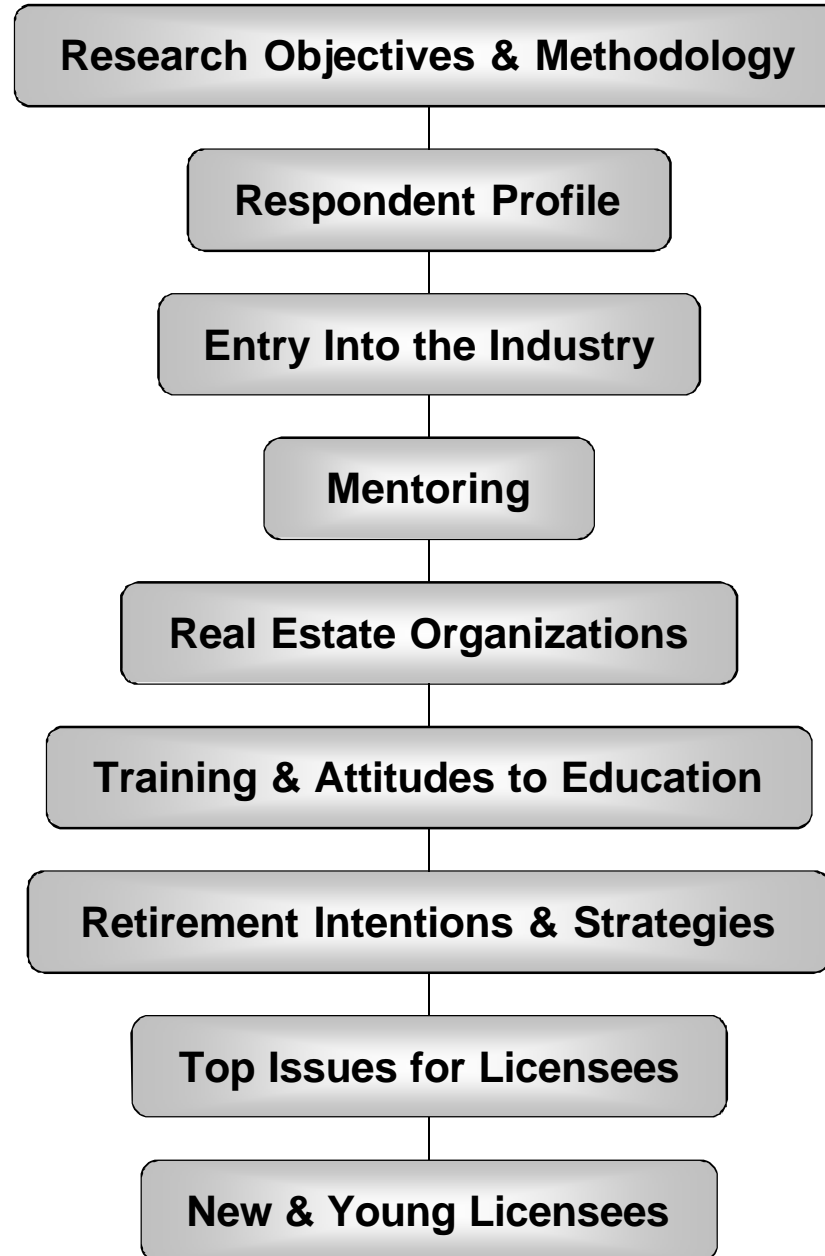 Research Objectives & Methodology
Respondent Profile
Entry Into the Industry
Mentoring
Real Estate Organizations
Training & Attitudes to Education
Retirement Intentions & Strategies
Top Issues for Licensees
New & Young Licensees